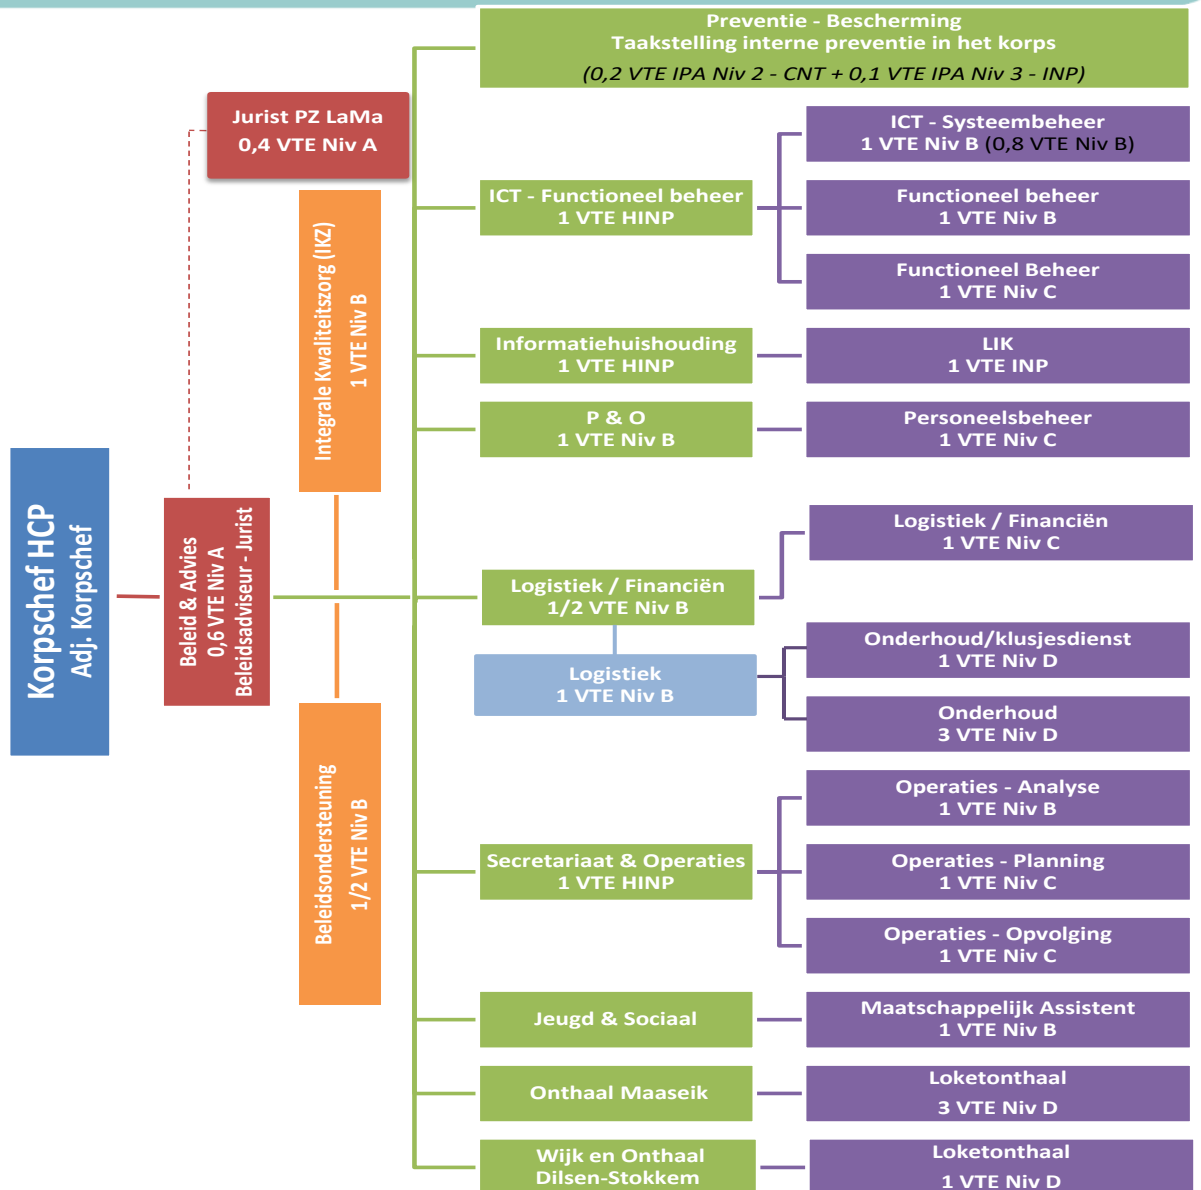 Preventie - Bescherming
Taakstelling interne preventie in het korps
(0,2 VTE IPA Niv 2 - CNT + 0,1 VTE IPA Niv 3 - INP)
Jurist PZ LaMa
0,4 VTE Niv A
ICT - Systeembeheer
1 VTE Niv B (0,8 VTE Niv B)
ICT - Functioneel beheer
1 VTE HINP
Functioneel beheer
1 VTE Niv B
Functioneel Beheer
1 VTE Niv C
Integrale Kwaliteitszorg (IKZ)
1 VTE Niv B
Informatiehuishouding
1 VTE HINP
LIK
1 VTE INP
P & O
1 VTE Niv B
Personeelsbeheer
1 VTE Niv C
Korpschef HCP
Adj. Korpschef
Beleid & Advies
0,6 VTE Niv A
Beleidsadviseur - Jurist
Logistiek / Financiën
1/2 VTE Niv B
Logistiek / Financiën
1 VTE Niv C
Logistiek
1 VTE Niv B
Onderhoud/klusjesdienst
1 VTE Niv D
Onderhoud
3 VTE Niv D
Beleidsondersteuning
1/2 VTE Niv B
Secretariaat & Operaties
1 VTE HINP
Operaties - Analyse
1 VTE Niv B
Operaties - Planning
1 VTE Niv C
Operaties - Opvolging
1 VTE Niv C
Jeugd & Sociaal
Maatschappelijk Assistent
1 VTE Niv B
Onthaal Maaseik
Loketonthaal
3 VTE Niv D
Wijk en Onthaal
Dilsen-Stokkem
Loketonthaal
1 VTE Niv D